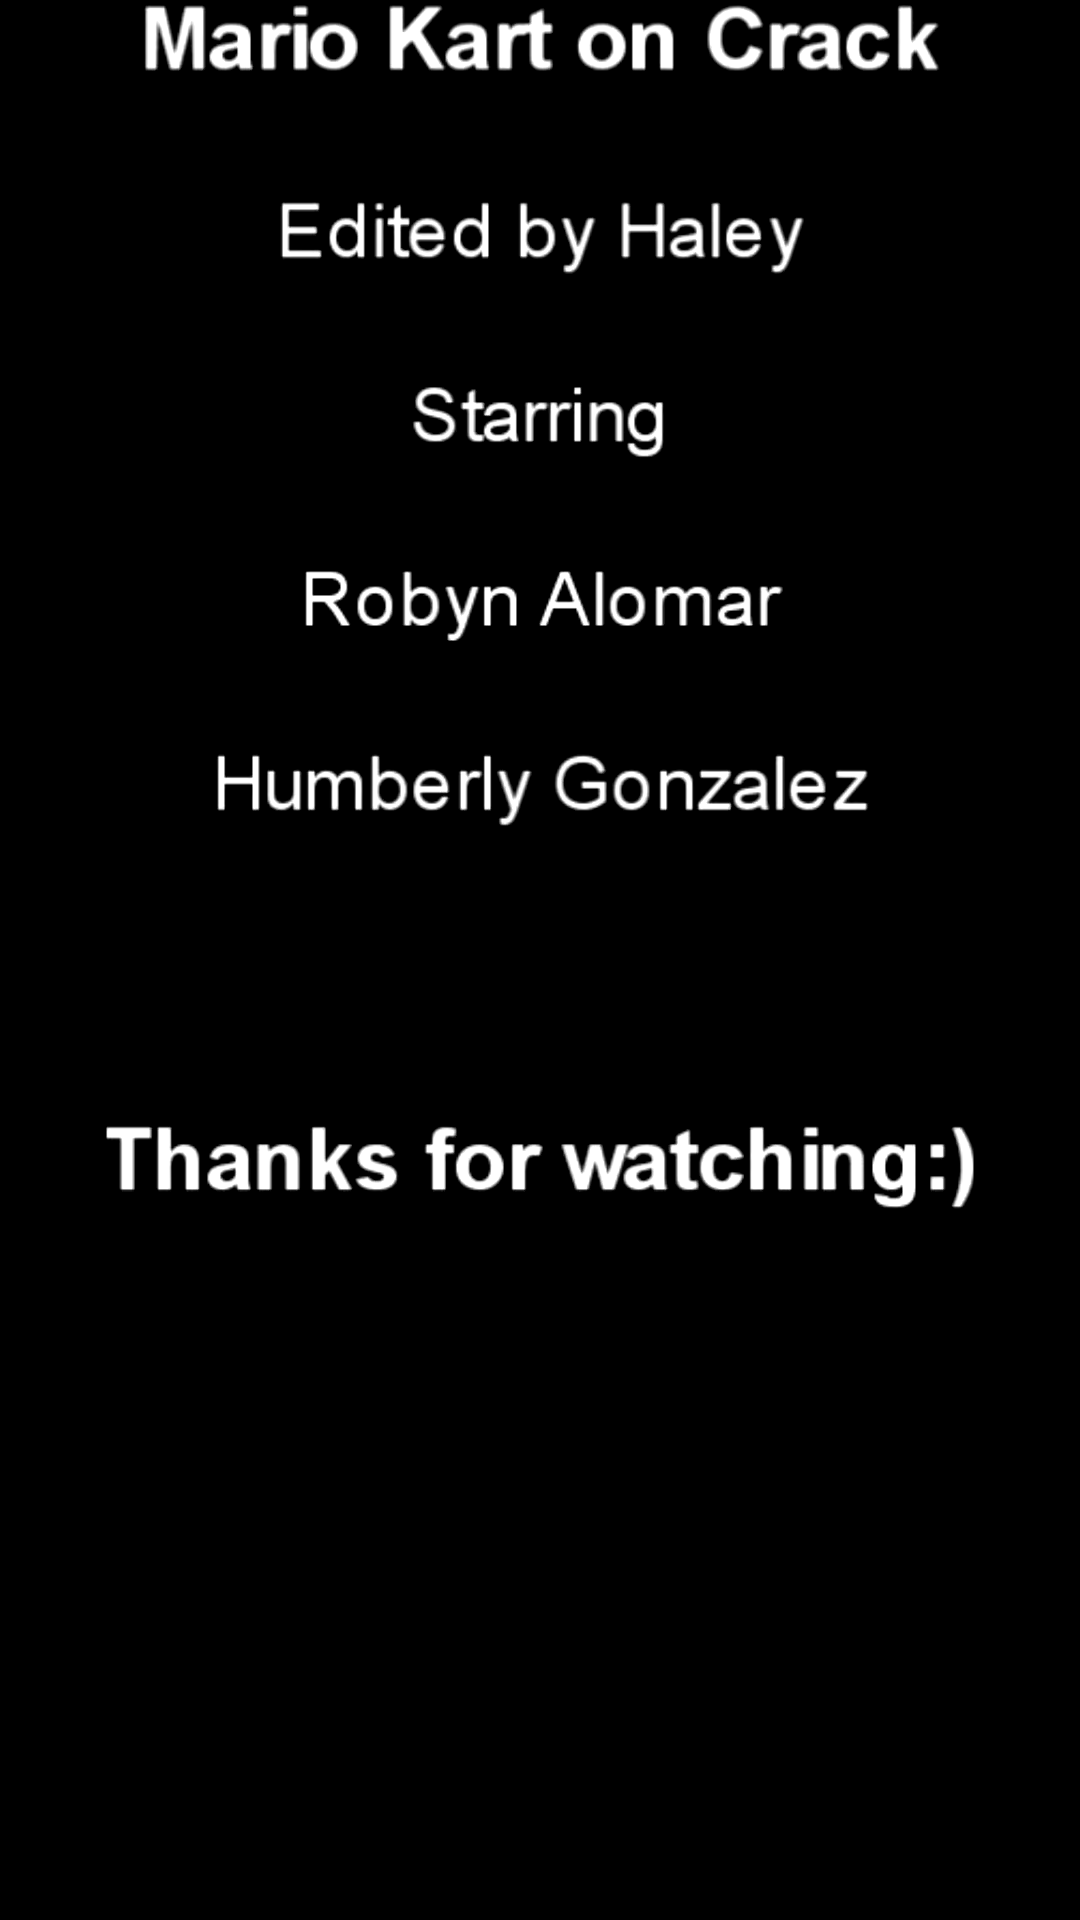 Mario Kart on Crack
Edited by Haley
Starring
Robyn Alomar
Humberly Gonzalez
Thanks for watching:)